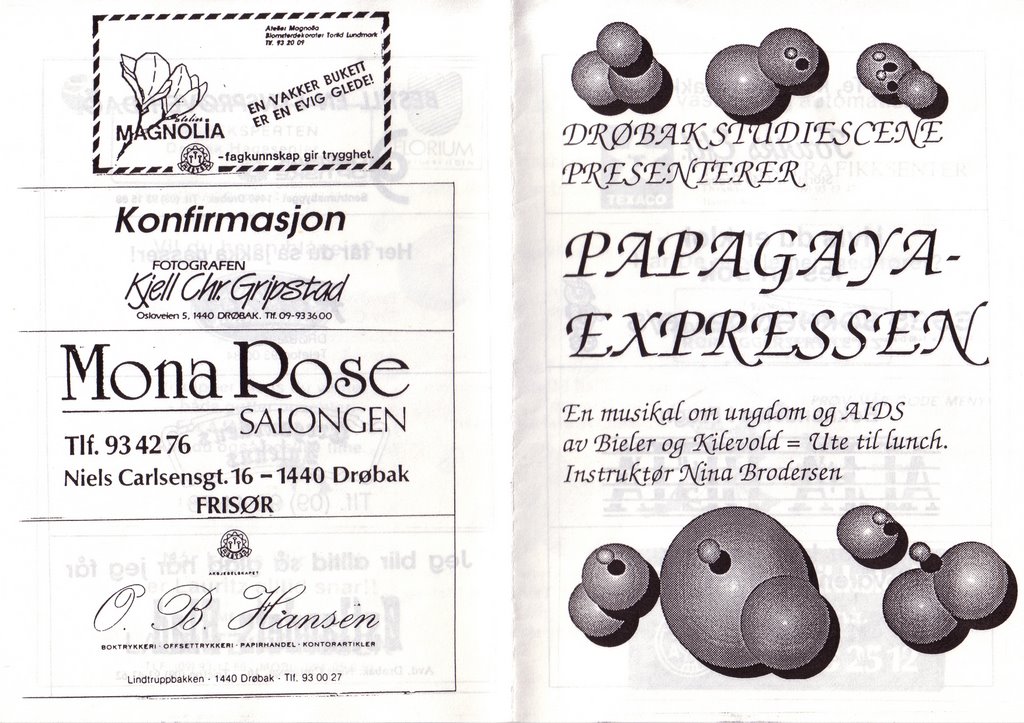 Atelier Magnolia
Blomsterdekoratør Torild Lundmark
Tlf. 93 20 09
EN VAKKER BUKETT
ER EN EVIG GLEDE!
Atelier
MAGNOLIA
-fagkunnskap gir trygghet.
Konfirmasjon
FOTOGRAFEN
Kjell Chr. Gripstad
Osloveien 5, 1440 DRØBAK. Tlf. 09-93 36 00
Mona Rose
SALONGEN
Tlf. 93 42 76
Niels Carlsensgt. 16 – 1440 Drøbak
FRISØR
AKSJESELSKAPET
O. B. Hansen
BOKTRYKKERI · OFFSETTRYKKERI · PAPIRHANDEL · KONTORARTIKLER
Lindtruppbakken · 1440 Drøbak · Tlf. 93 00 27
DRØBAK STUDIESCENE
PRESENTERER
PAPAGAYA-
EXPRESSEN
En musikal om ungdom og AIDS
av Bieler og Kilevold = Ute til lunch.
Instruktør Nina Brodersen